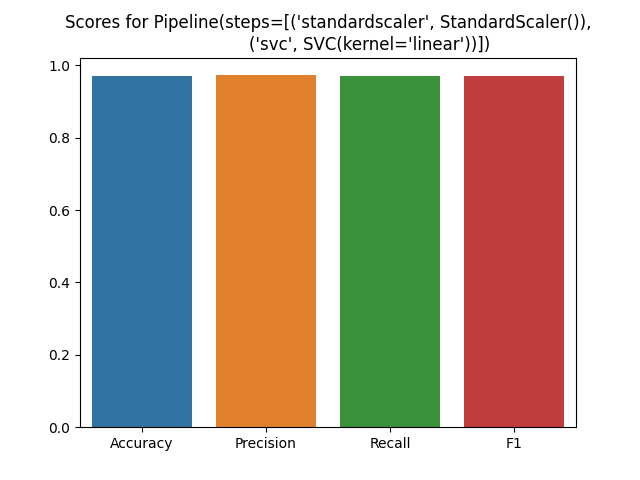 Scores for Pipeline(steps=[('standardscaler', StandardScaler()),
('svc', SVC(kernel='linear'))])
1.0
0.8
0.6
0.4
0.2
0.0
Accuracy Precision Recall F1